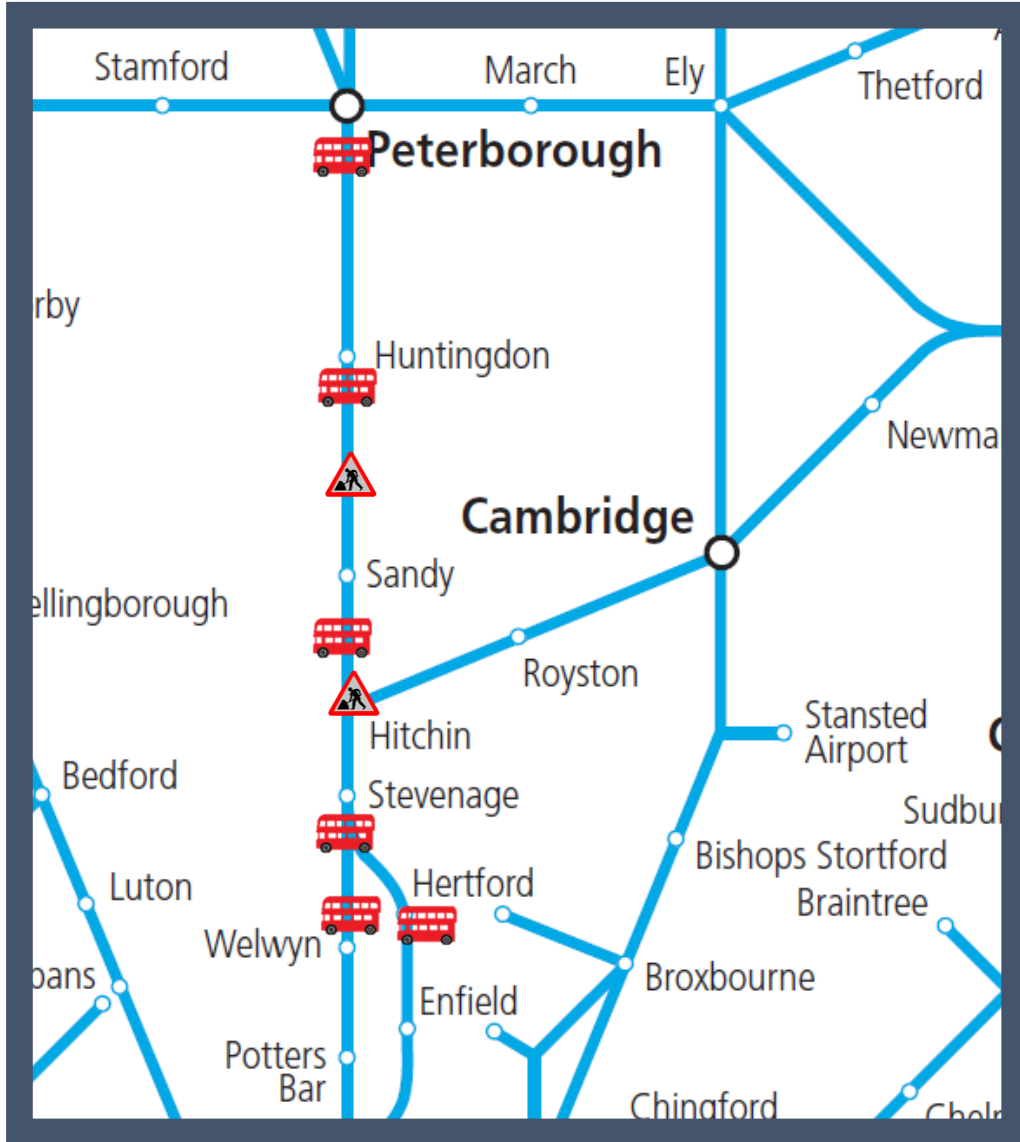 Stamford
March
Ely
Thetford
Peterborough
rby
Huntingdon
Newma
Cambridge
Sandy
ellingborough
Royston
Stansted
Airport
Hitchin
Bedford
Stevenage
Sudbu
Bishops Stortford
Luton
Hertford
Braintree
Welwyn
bans
Broxbourne
Enfield
Potters
Bar
Chingford